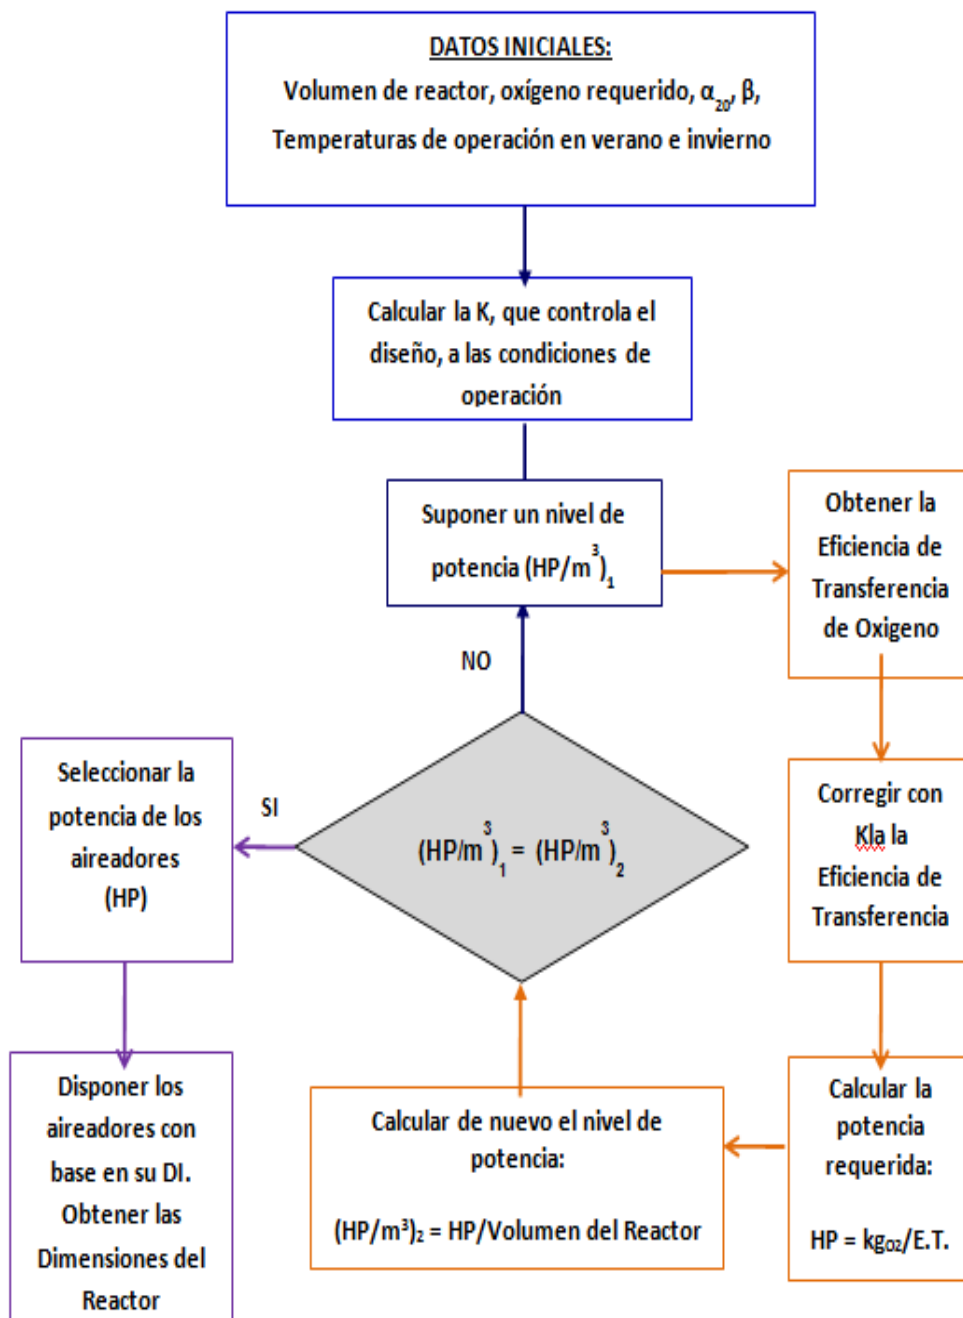 DATOS INICIALES:
Volumen de reactor, oxígeno requerido, α₂₀, β,
Temperaturas de operación en verano e invierno
Calcular la K, que controla el
diseño, a las condiciones de
operación
Suponer un nivel de
potencia (HP/m³)₁
Obtener la
Eficiencia de
Transferencia
de Oxigeno
NO
Seleccionar la
potencia de los
aireadores
(HP)
SI
(HP/m³)₁ = (HP/m³)₂
Corregir con
Kla la
Eficiencia de
Transferencia
Disponer los
aireadores con
base en su DI.
Obtener las
Dimensiones del
Reactor
Calcular de nuevo el nivel de
potencia:
(HP/m³)₂ = HP/Volumen del Reactor
Calcular la
potencia
requerida:
HP = kgO₂/E.T.